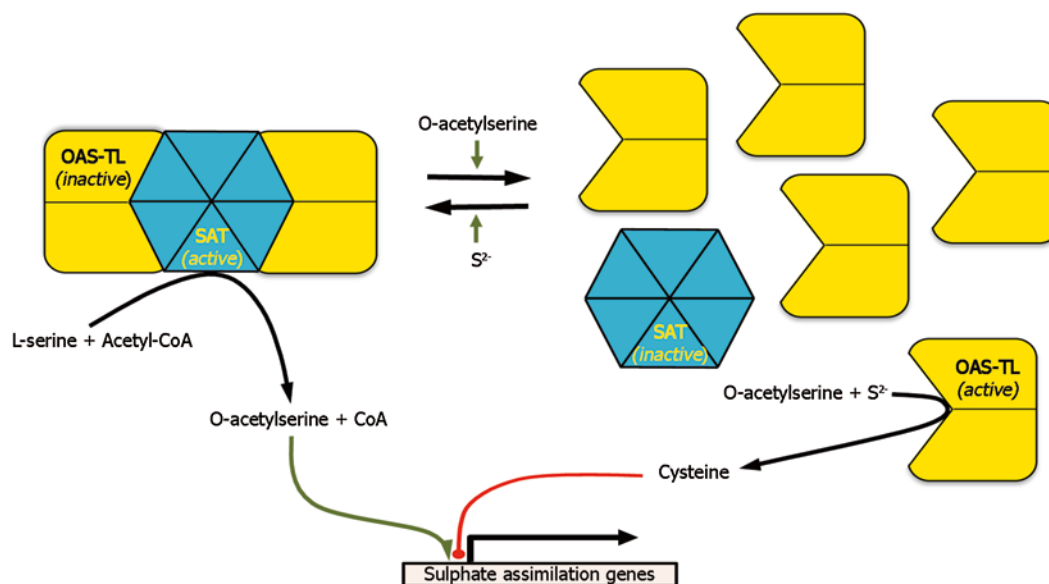 OAS-TL
(inactive)
SAT
(active)
L-serine + Acetyl-CoA
O-acetylserine + CoA
O-acetylserine
S²⁻
SAT
(inactive)
OAS-TL
(active)
O-acetylserine + S²⁻
Cysteine
Sulphate assimilation genes